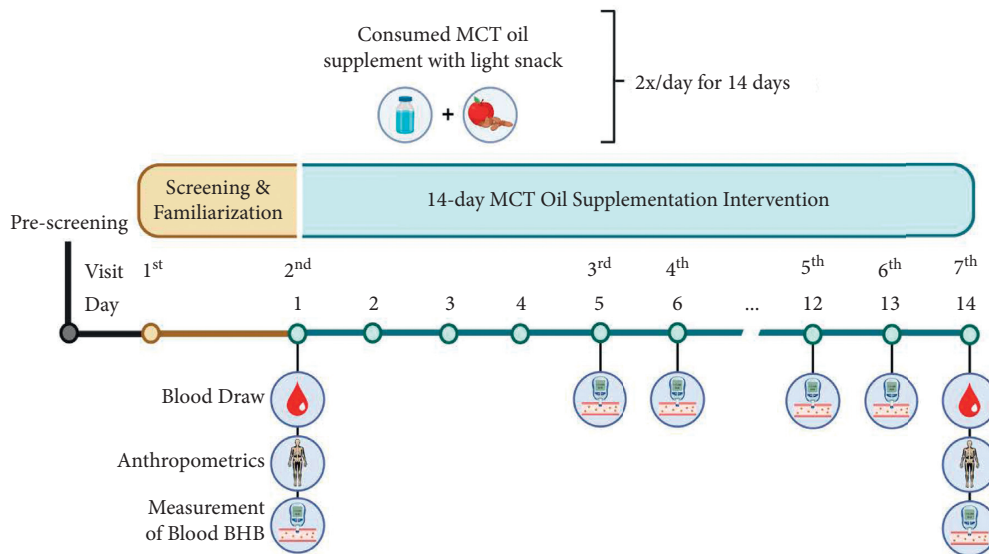 Consumed MCT oil
supplement with light snack
+
2x/day for 14 days
Screening &
Familiarization
14-day MCT Oil Supplementation Intervention
Pre-screening
Visit 1st 2nd 3rd 4th 5th 6th 7th
Day 1 2 3 4 5 6 ... 12 13 14
Blood Draw
Anthropometrics
Measurement
of Blood BHB